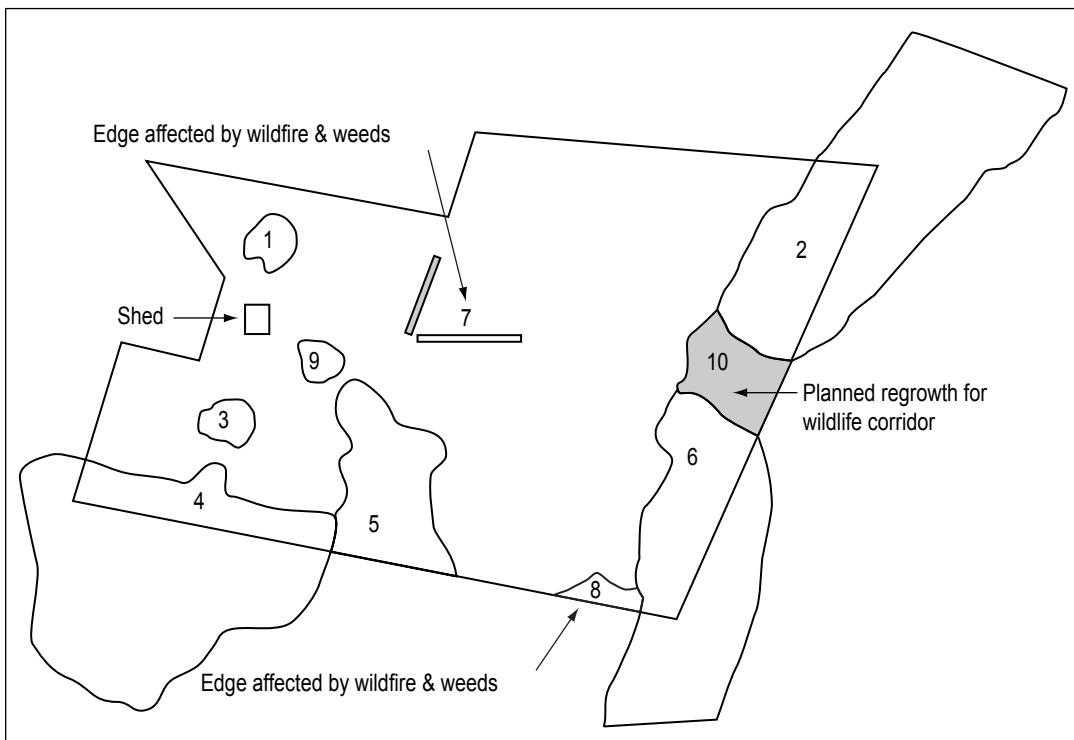 Edge affected by wildfire & weeds
1
2
Shed
7
9
10
Planned regrowth for
wildlife corridor
3
6
4
5
8
Edge affected by wildfire & weeds